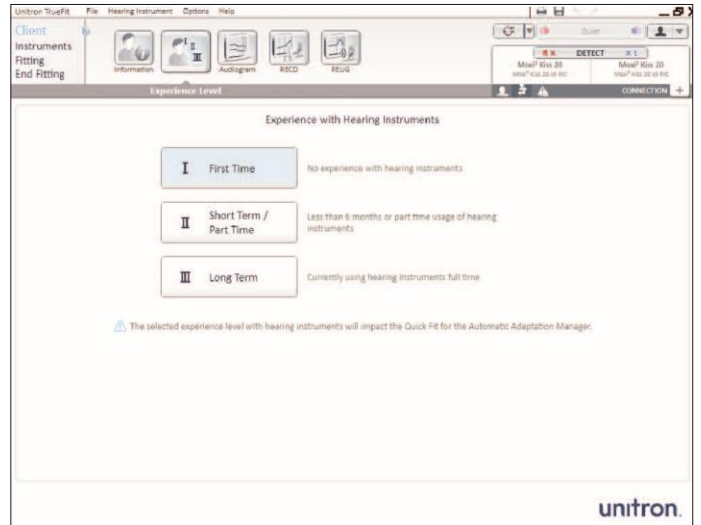 Unitron TrueFit File Hearing Instrument Options Help
Client
Instruments
Fitting
End Fitting
Information
I II III
Audiogram
RECD
REUG
Quiet
R DETECT L
Moxi² Kiss 20
Moxi² Kiss 20
Experience Level
CONNECTION +
Experience with Hearing Instruments
I First Time
No experience with hearing instruments
II Short Term /
Part Time
Less than 6 months or part time usage of hearing
instruments
III Long Term
Currently using hearing instruments full time
The selected experience level with hearing instruments will impact the Quick Fit for the Automatic Adaptation Manager.
unitron.